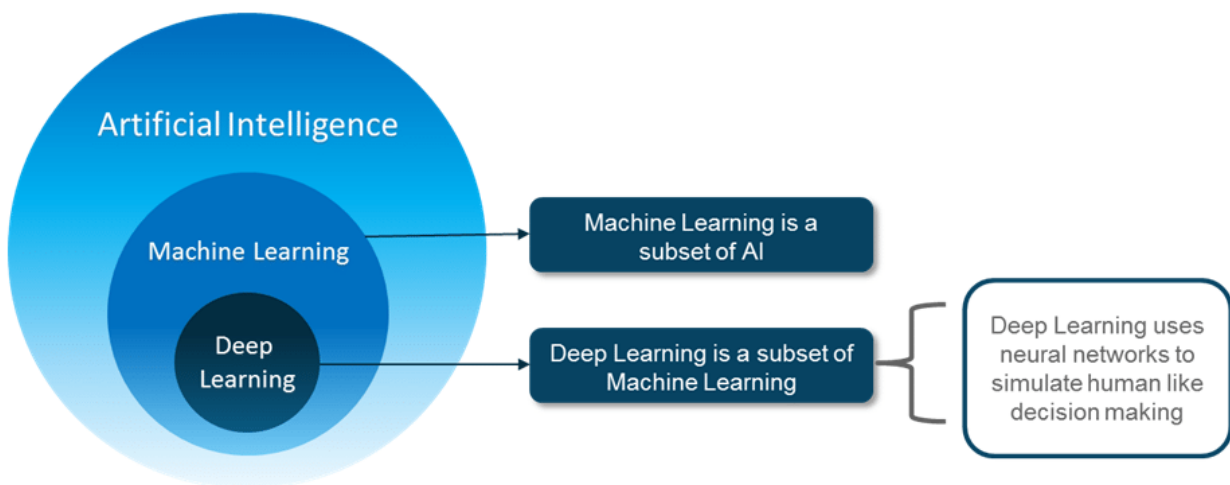 Artificial Intelligence
Machine Learning
Deep
Learning
Machine Learning is a
subset of AI
Deep Learning is a subset of
Machine Learning
Deep Learning uses
neural networks to
simulate human like
decision making